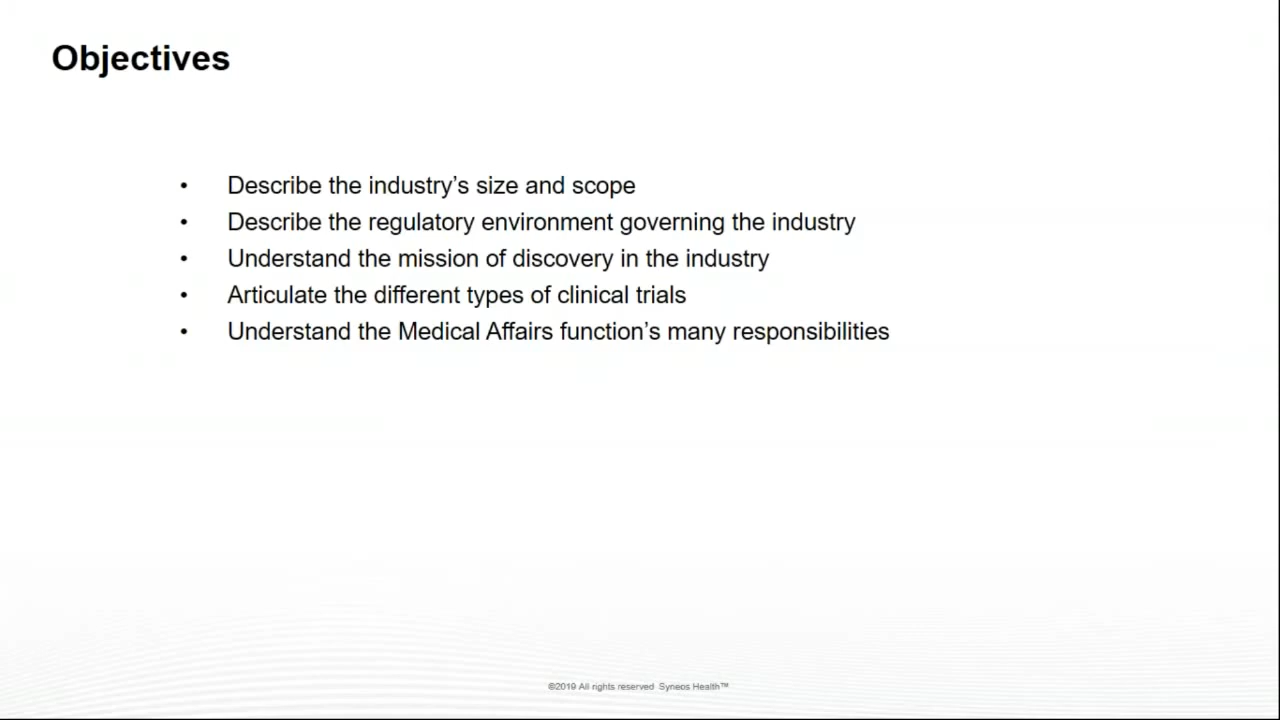 Objectives
• Describe the industry’s size and scope
• Describe the regulatory environment governing the industry
• Understand the mission of discovery in the industry
• Articulate the different types of clinical trials
• Understand the Medical Affairs function’s many responsibilities
©2019 All rights reserved Syneos Health™